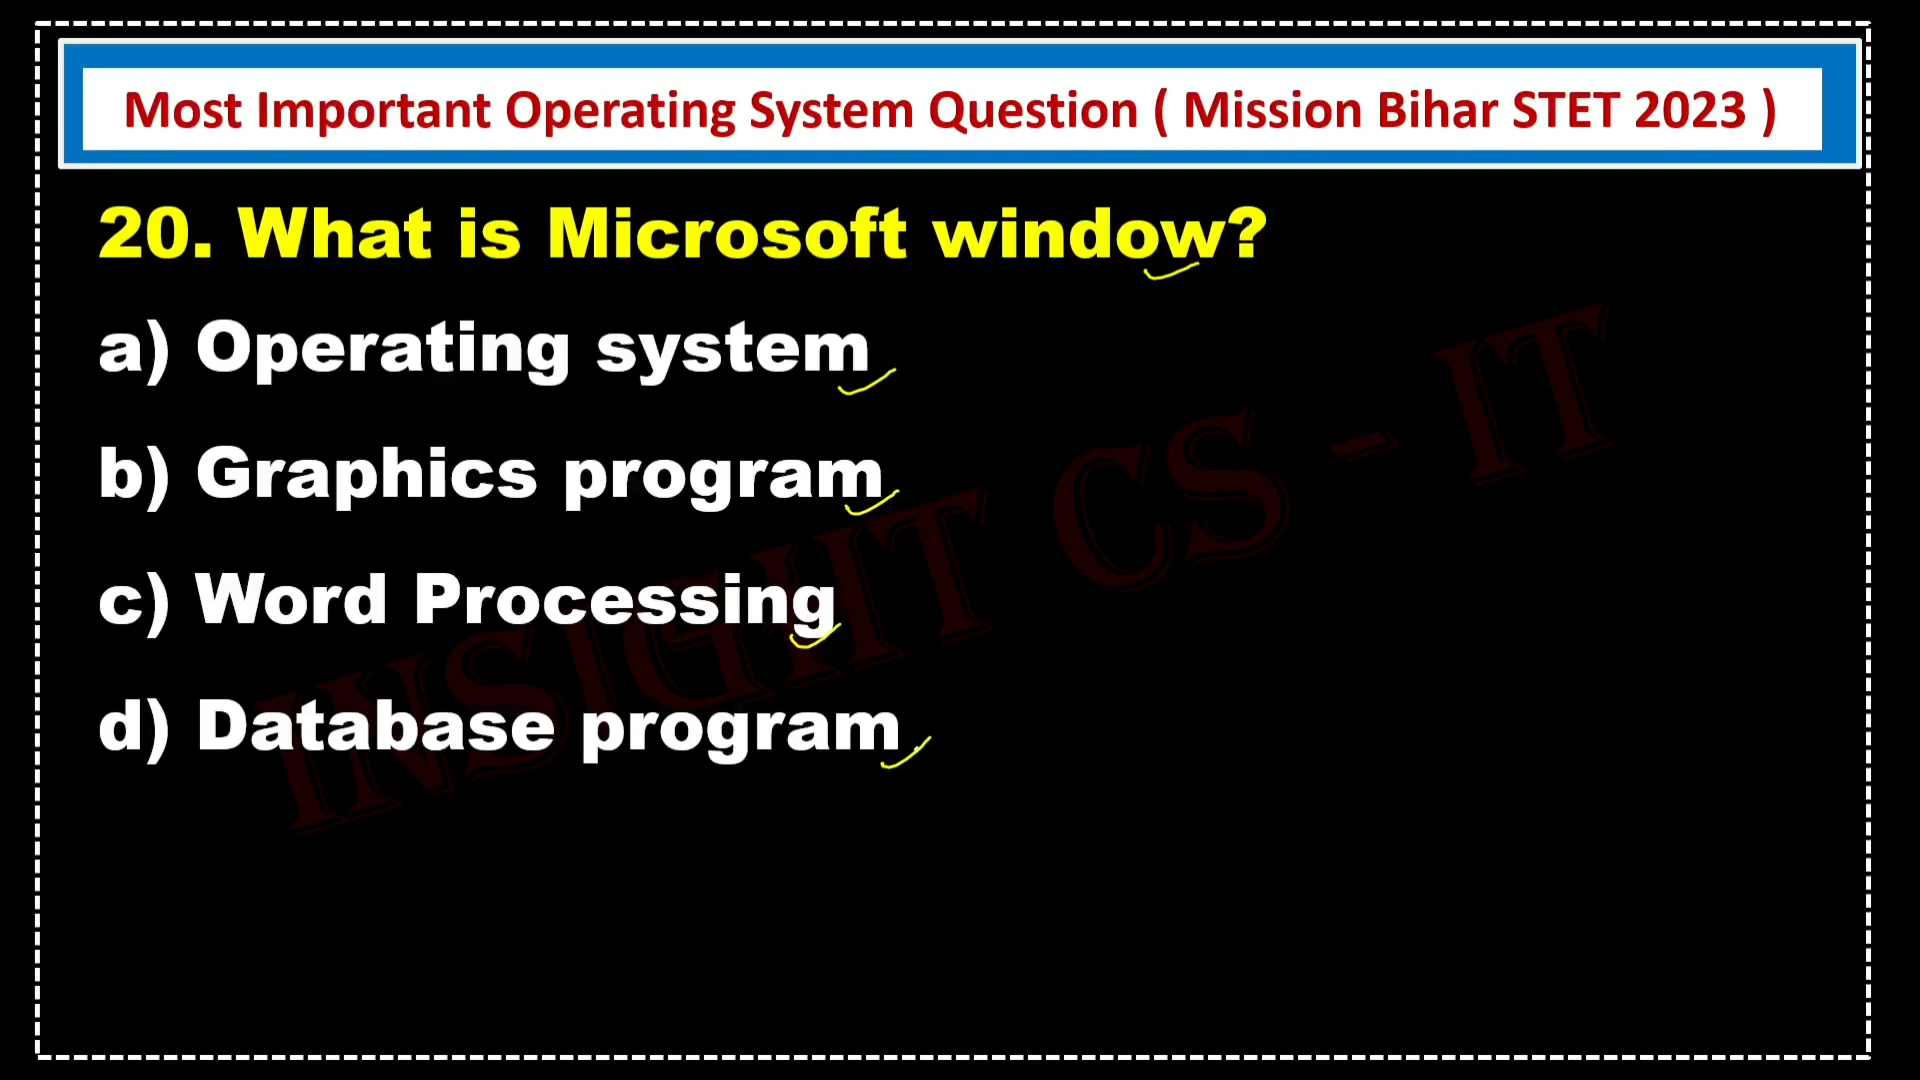 Most Important Operating System Question ( Mission Bihar STET 2023 )
20. What is Microsoft window?
a) Operating system
b) Graphics program
c) Word Processing
d) Database program
INSIGHT CS - IT